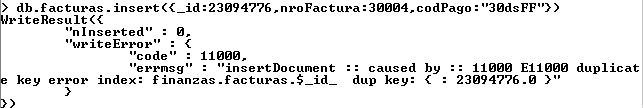 > db.facturas.insert({_id:23094776,nroFactura:30004,codPago:"30dsFF"})
WriteResult({
        "nInserted" : 0,
        "writeError" : {
                "code" : 11000,
                "errmsg" : "insertDocument :: caused by :: 11000 E11000 duplicat
e key error index: finanzas.facturas.$_id_  dup key: { : 23094776.0 }"
        }
})